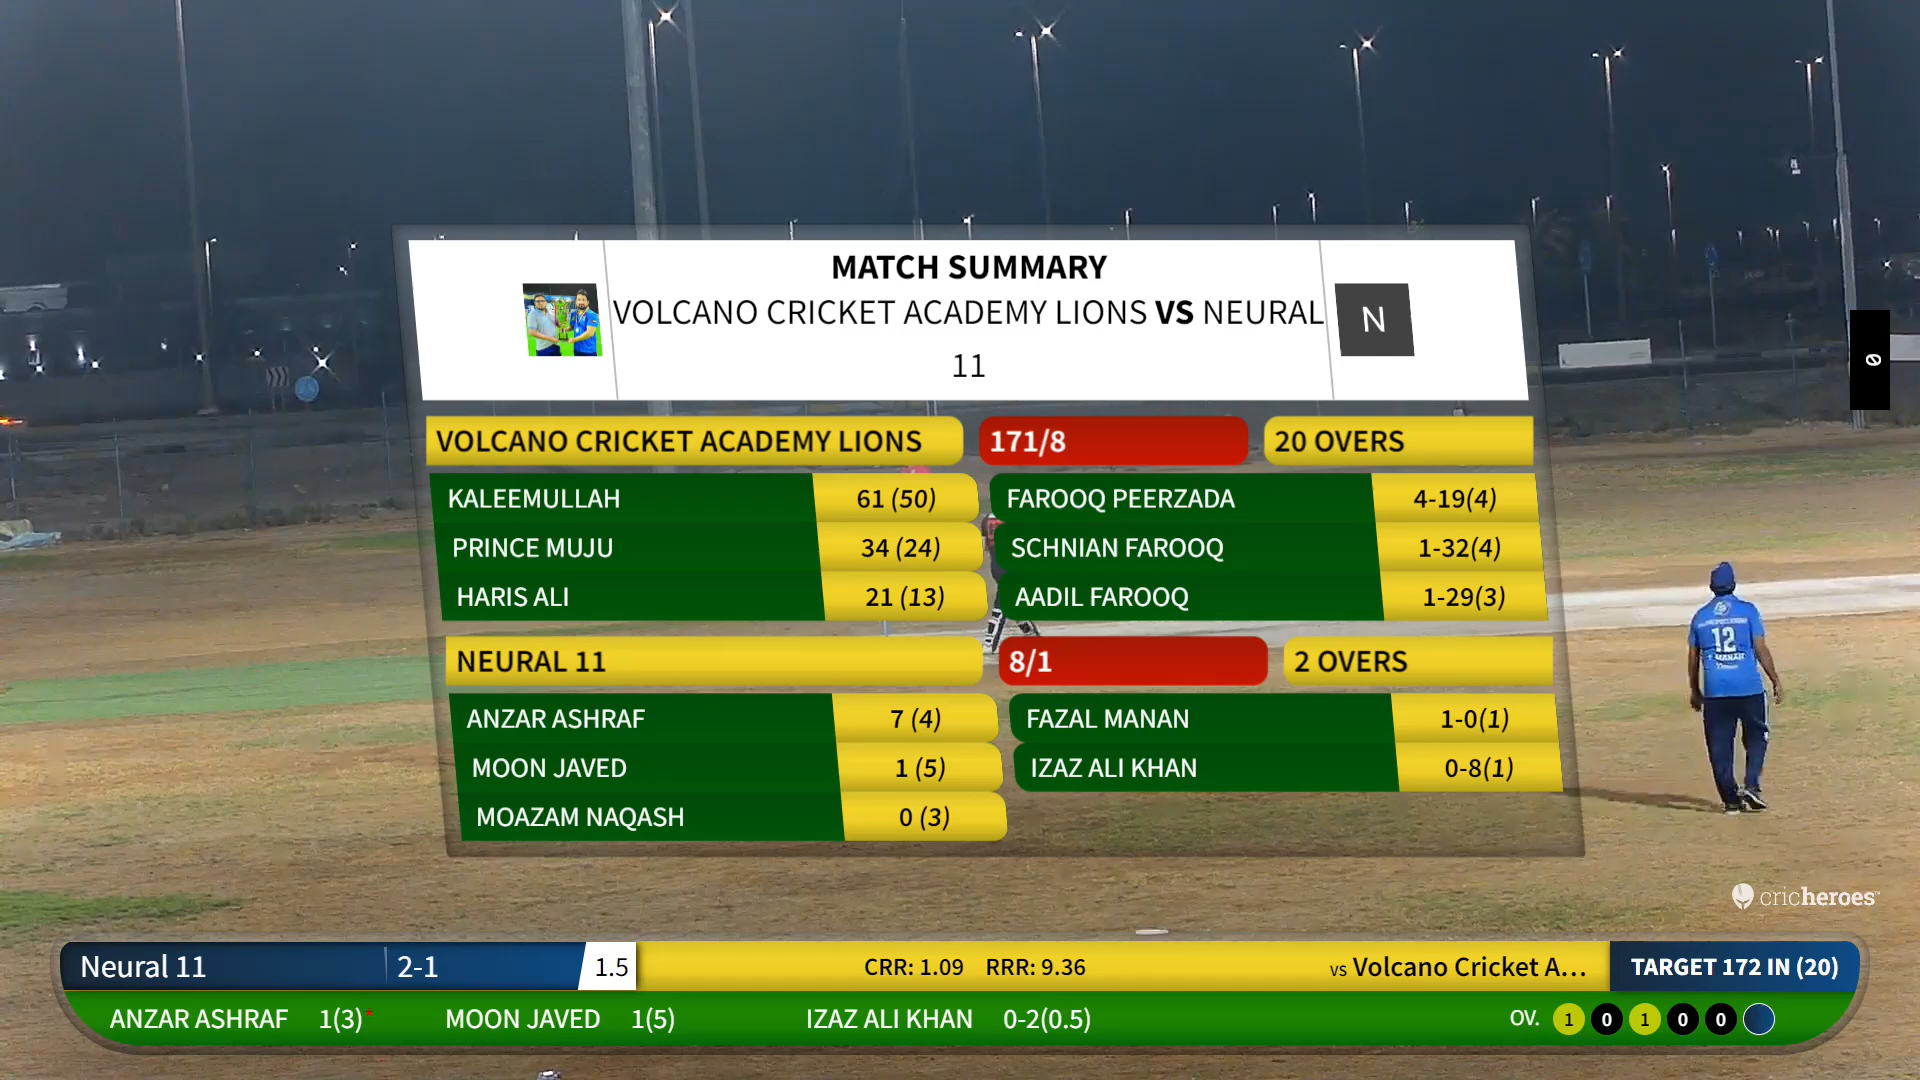 MATCH SUMMARY
VOLCANO CRICKET ACADEMY LIONS VS NEURAL
11
N
VOLCANO CRICKET ACADEMY LIONS 171/8 20 OVERS
KALEEMULLAH 61 (50) FAROOQ PEERZADA 4-19(4)
PRINCE MUJU 34 (24) SCHNIAN FAROOQ 1-32(4)
HARIS ALI 21 (13) AADIL FAROOQ 1-29(3)
NEURAL 11 8/1 2 OVERS
ANZAR ASHRAF 7 (4) FAZAL MANAN 1-0(1)
MOON JAVED 1 (5) IZAZ ALI KHAN 0-8(1)
MOAZAM NAQASH 0 (3)
0
12
cricheroes
Neural 11 2-1 1.5 CRR: 1.09 RRR: 9.36 vs Volcano Cricket A... TARGET 172 IN (20)
ANZAR ASHRAF 1(3)* MOON JAVED 1(5) IZAZ ALI KHAN 0-2(0.5) OV. 1 0 1 0 0